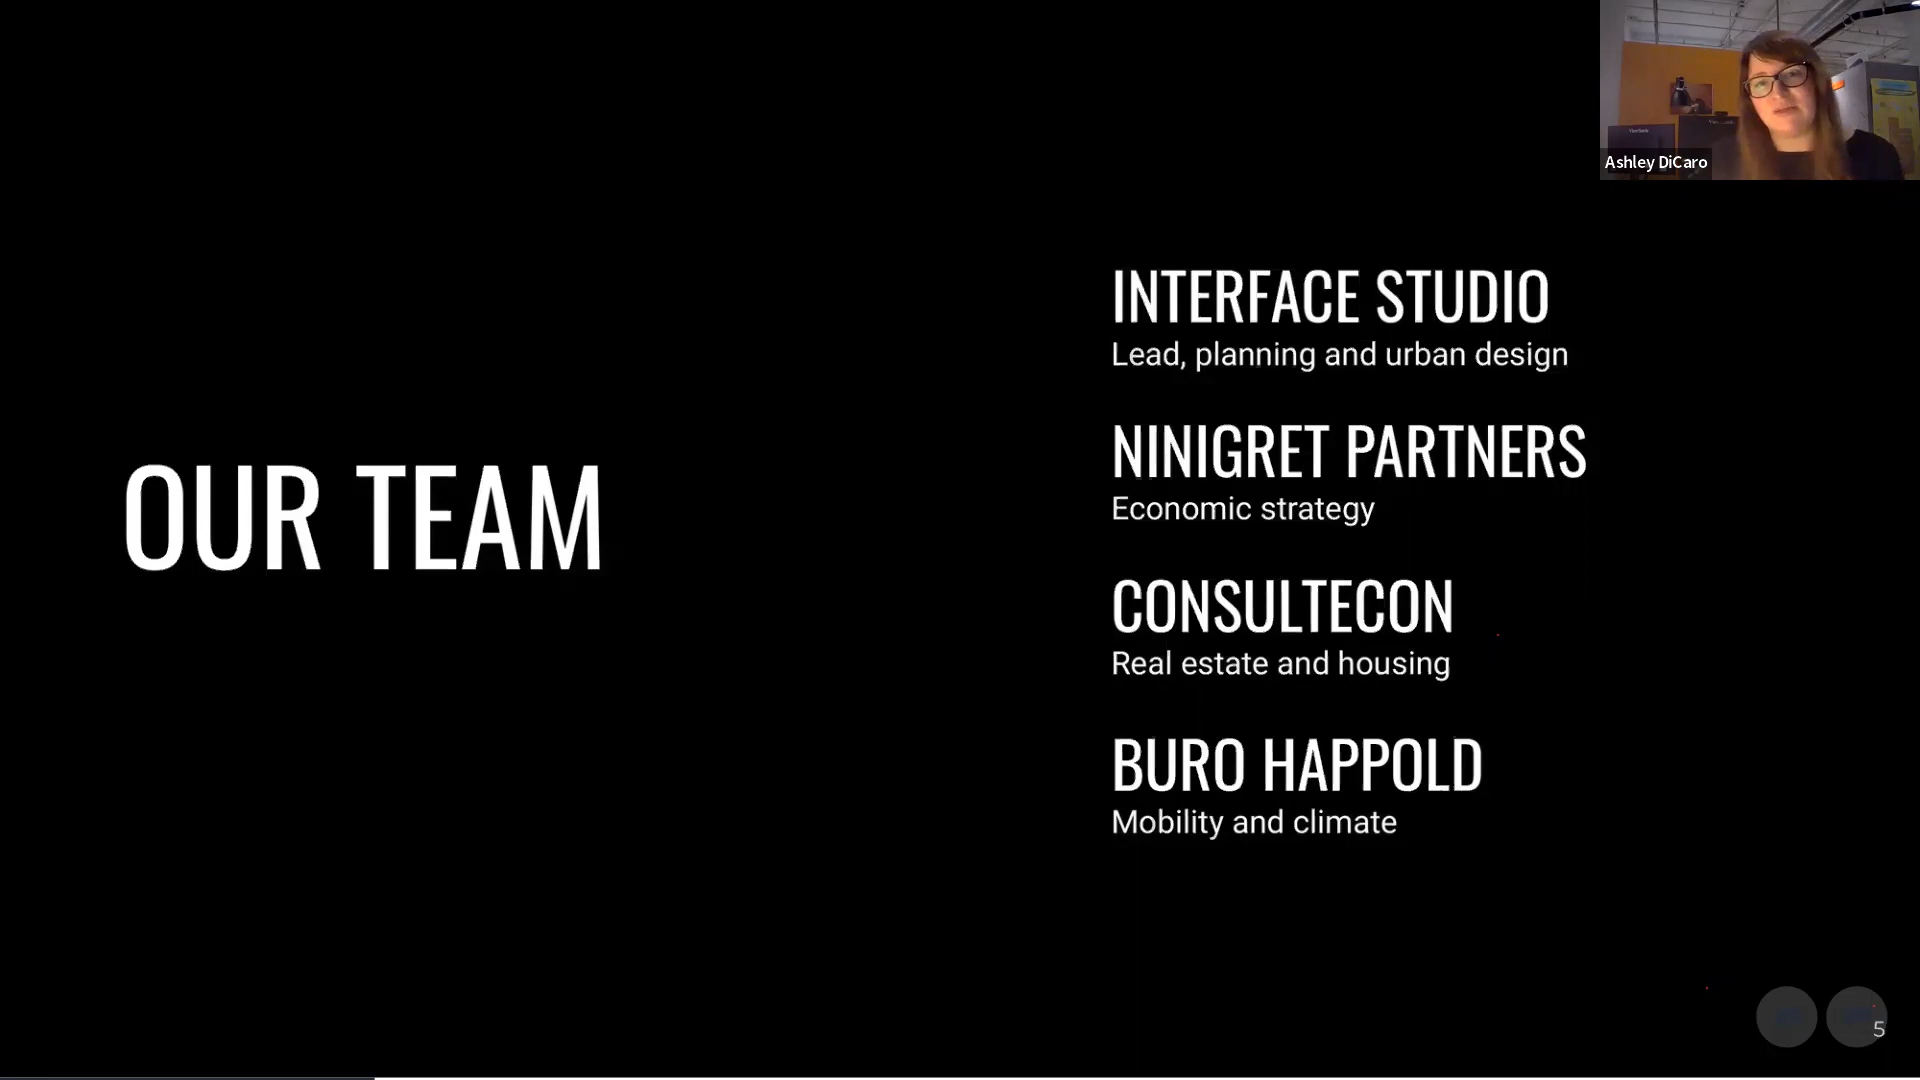 Ashley DiCaro
OUR TEAM
INTERFACE STUDIO
Lead, planning and urban design
NINIGRET PARTNERS
Economic strategy
CONSULTECON
Real estate and housing
BURO HAPPOLD
Mobility and climate
5